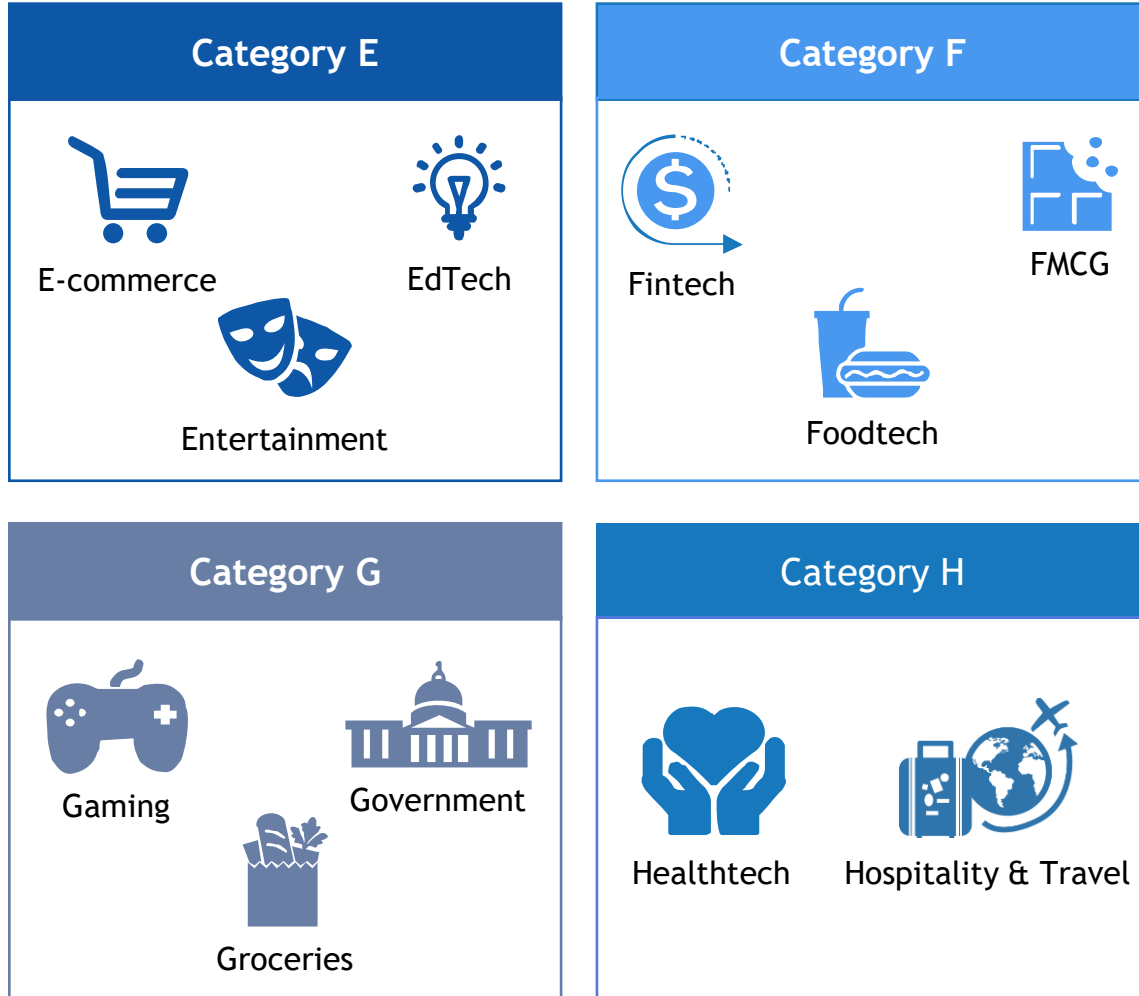 Category E
E-commerce
EdTech
Entertainment
Category F
Fintech
FMCG
Foodtech
Category G
Gaming
Government
Groceries
Category H
Healthtech
Hospitality & Travel